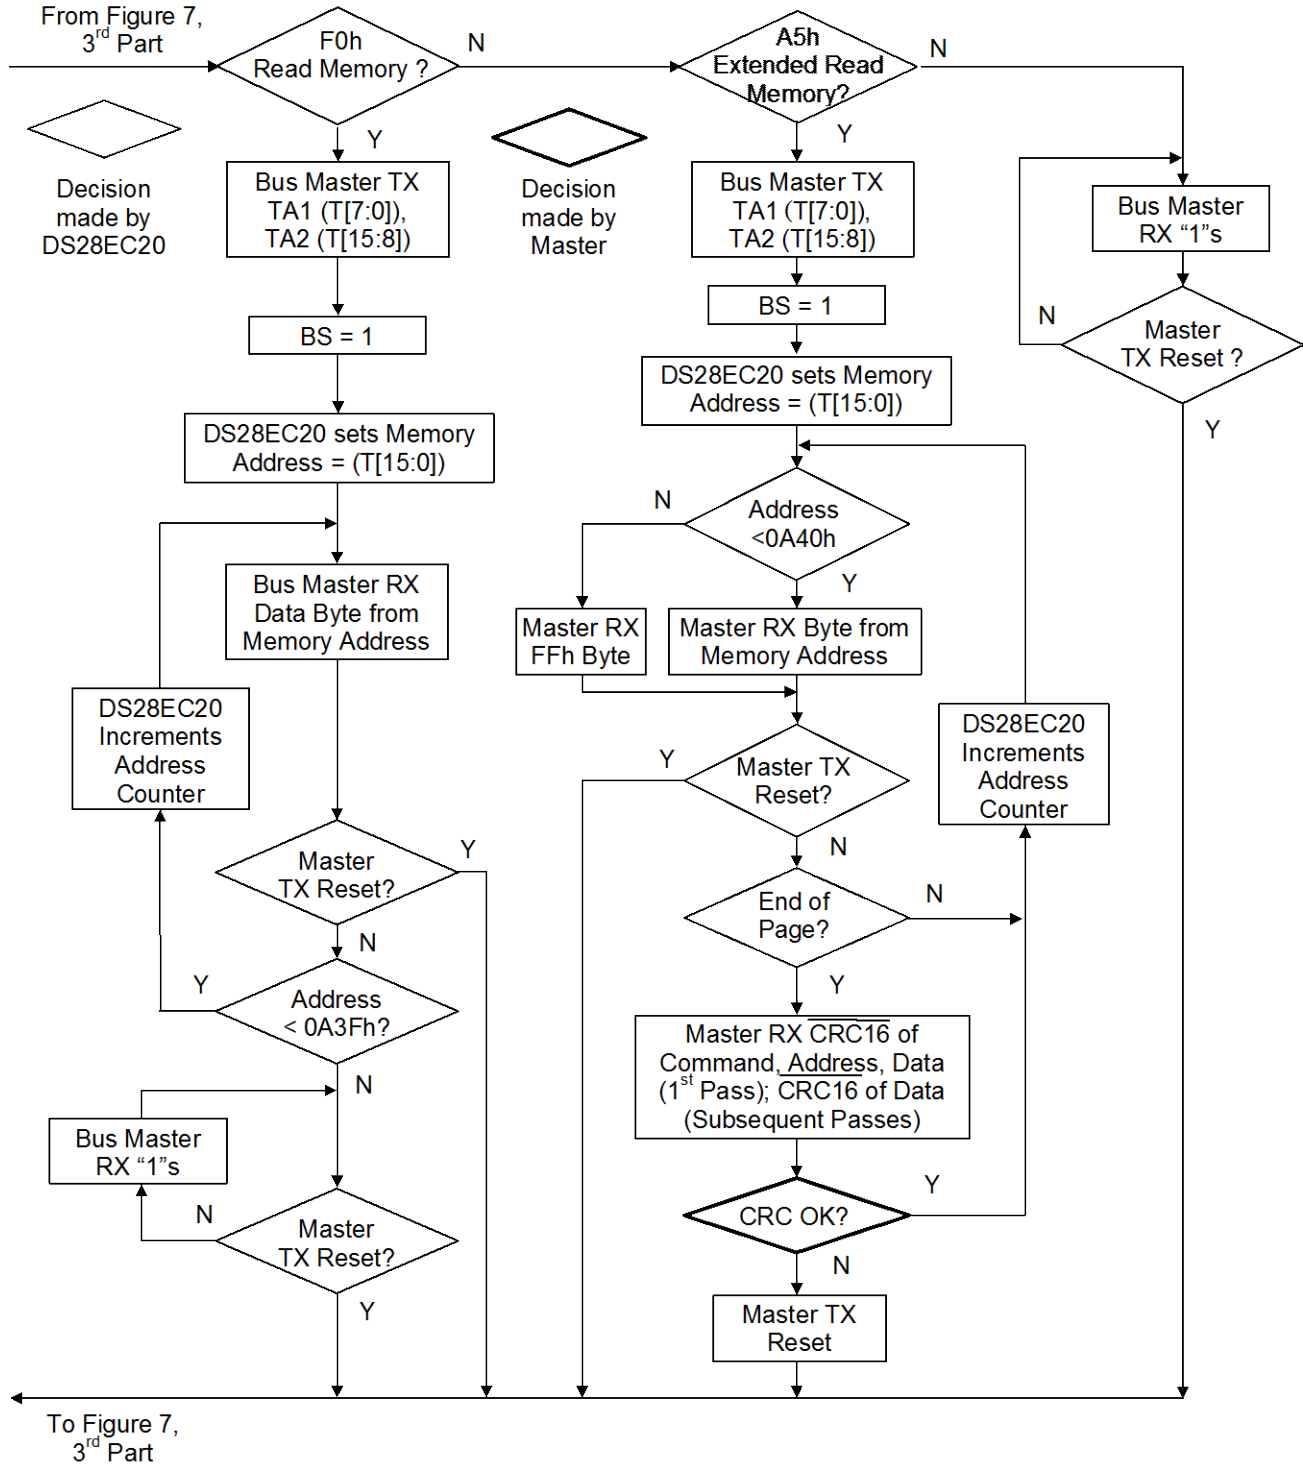 From Figure 7,
3rd Part
F0h
Read Memory ?
N
A5h
Extended Read
Memory?
N
Decision
made by
DS28EC20
Y
Bus Master TX
TA1 (T[7:0]),
TA2 (T[15:8])
BS = 1
DS28EC20 sets Memory
Address = (T[15:0])
Bus Master RX
Data Byte from
Memory Address
DS28EC20
Increments
Address
Counter
Master
TX Reset?
Y
N
Address
< 0A3Fh?
Y
N
Bus Master
RX “1”s
Master
TX Reset?
N
Y
Decision
made by
Master
Y
Bus Master TX
TA1 (T[7:0]),
TA2 (T[15:8])
BS = 1
DS28EC20 sets Memory
Address = (T[15:0])
Address
<0A40h
N
Y
Master RX
FFh Byte
Master RX Byte from
Memory Address
Master TX
Reset?
Y
N
End of
Page?
N
Y
DS28EC20
Increments
Address
Counter
Master RX CRC16 of
Command, Address, Data
(1st Pass); CRC16 of Data
(Subsequent Passes)
CRC OK?
Y
N
Master TX
Reset
Bus Master
RX “1”s
Master
TX Reset ?
N
Y
To Figure 7,
3rd Part